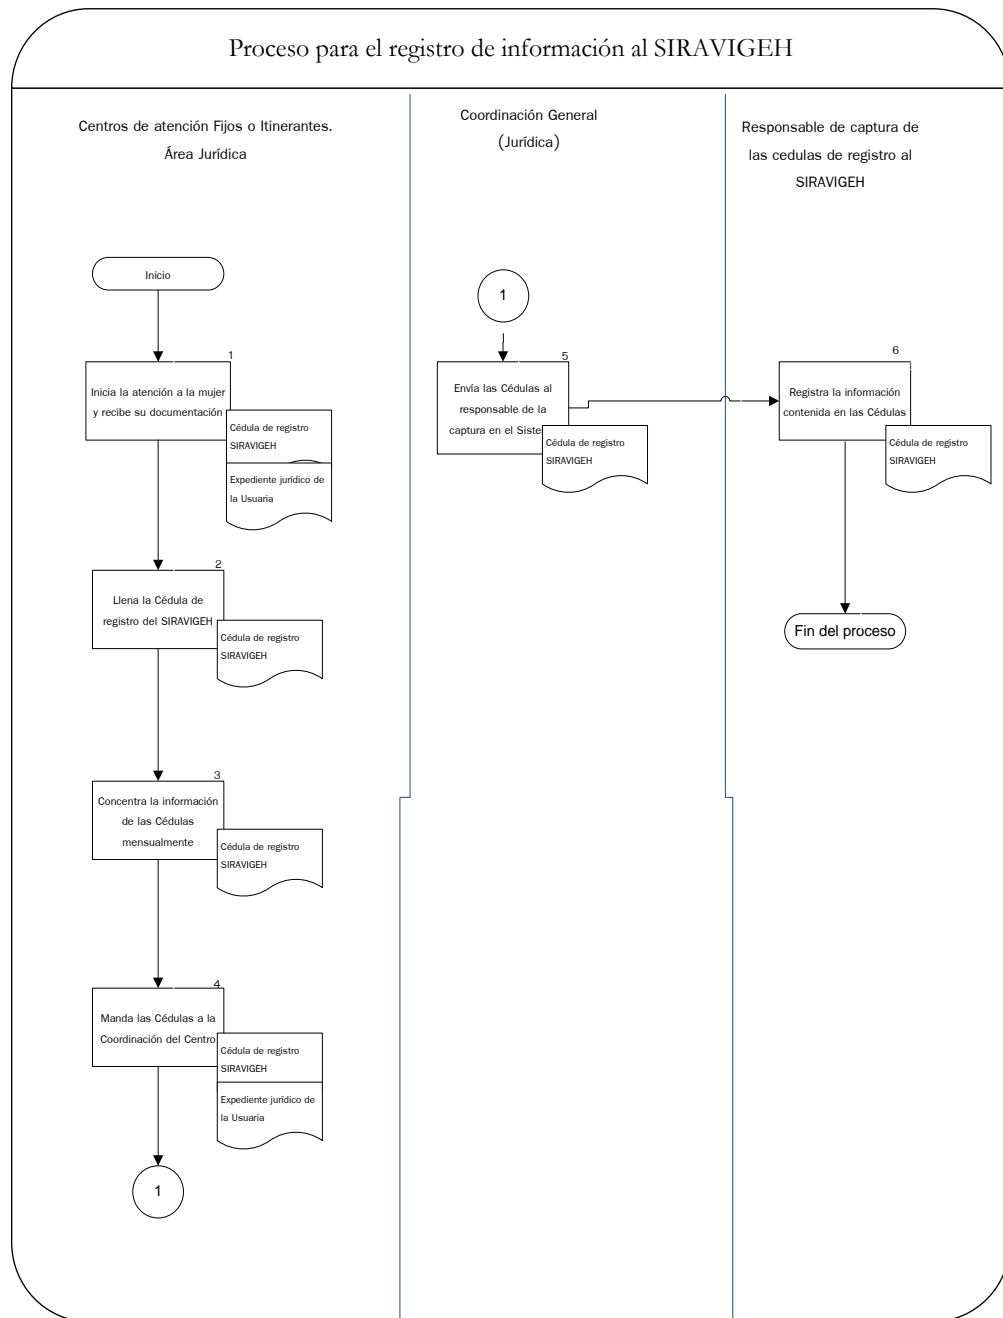 Proceso para el registro de información al SIRAVIGEH
Centros de atención Fijos o Itinerantes.
Área Jurídica
Inicio
1
Inicia la atención a la mujer
y recibe su documentación
Cédula de registro
SIRAVIGEH
Expediente jurídico de
la Usuaria
2
Llena la Cédula de
registro del SIRAVIGEH
Cédula de registro
SIRAVIGEH
3
Concentra la información
de las Cédulas
mensualmente
Cédula de registro
SIRAVIGEH
4
Manda las Cédulas a la
Coordinación del Centro
Cédula de registro
SIRAVIGEH
Expediente jurídico de
la Usuaria
1
Coordinación General
(Jurídica)
1
5
Envía las Cédulas al
responsable de la
captura en el Siste
Cédula de registro
SIRAVIGEH
Responsable de captura de
las cedulas de registro al
SIRAVIGEH
6
Registra la información
contenida en las Cédulas
Cédula de registro
SIRAVIGEH
Fin del proceso